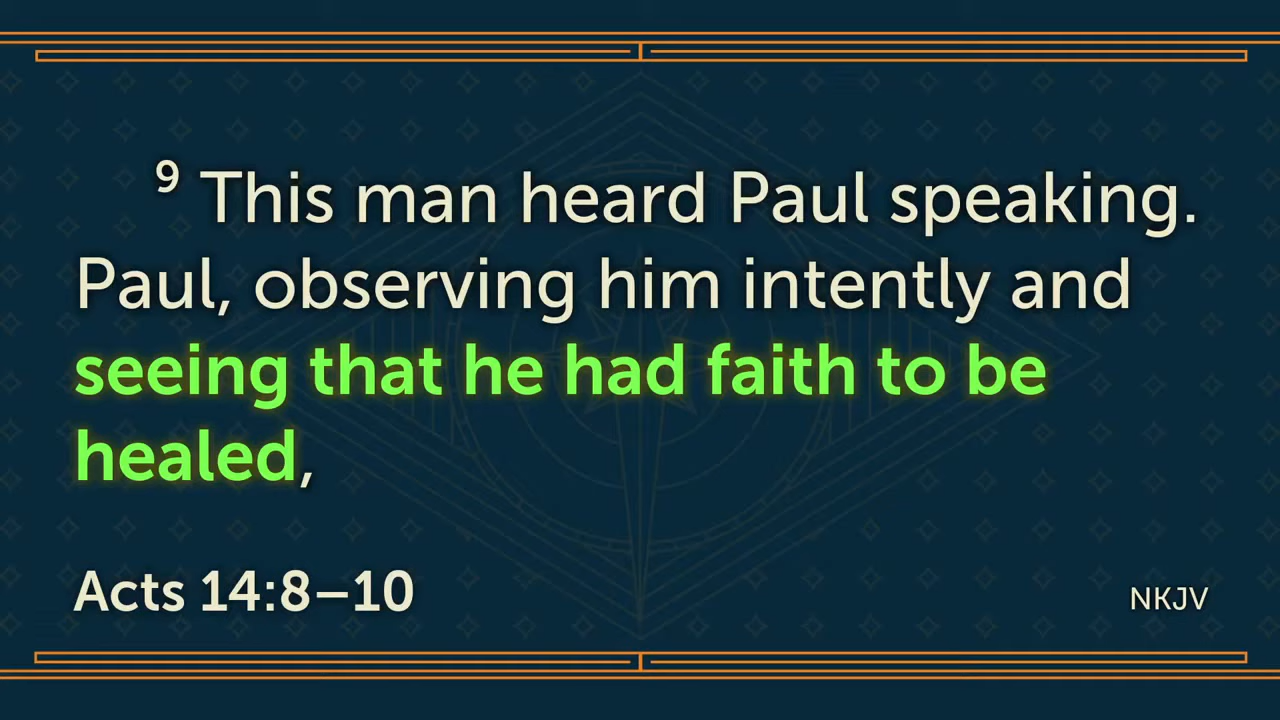 ⁹ This man heard Paul speaking.
Paul, observing him intently and
seeing that he had faith to be
healed,
Acts 14:8–10
NKJV